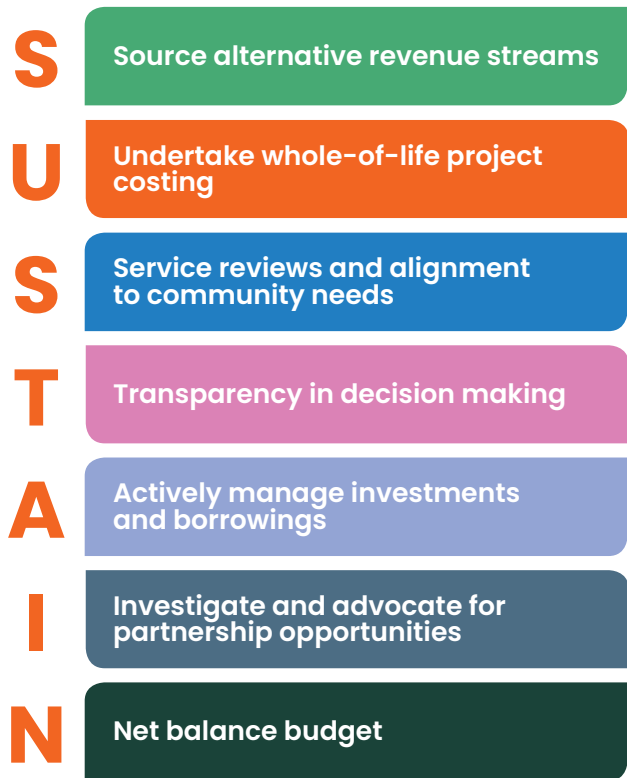 S
Source alternative revenue streams
U
Undertake whole-of-life project
costing
S
Service reviews and alignment
to community needs
T
Transparency in decision making
A
Actively manage investments
and borrowings
I
Investigate and advocate for
partnership opportunities
N
Net balance budget